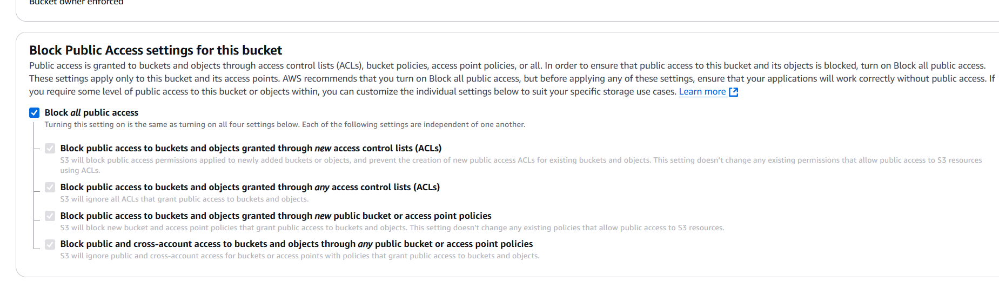 Bucket owner enforced
Block Public Access settings for this bucket
Public access is granted to buckets and objects through access control lists (ACLs), bucket policies, access point policies, or all. In order to ensure that public access to this bucket and its objects is blocked, turn on Block all public access.
These settings apply only to this bucket and its access points. AWS recommends that you turn on Block all public access, but before applying any of these settings, ensure that your applications will work correctly without public access. If
you require some level of public access to this bucket or objects within, you can customize the individual settings below to suit your specific storage use cases. Learn more
Block all public access
Turning this setting on is the same as turning on all four settings below. Each of the following settings are independent of one another.
Block public access to buckets and objects granted through new access control lists (ACLs)
S3 will block public access permissions applied to newly added buckets or objects, and prevent the creation of new public access ACLs for existing buckets and objects. This setting doesn't change any existing permissions that allow public access to S3 resources
using ACLs.
Block public access to buckets and objects granted through any access control lists (ACLs)
S3 will ignore all ACLs that grant public access to buckets and objects.
Block public access to buckets and objects granted through new public bucket or access point policies
S3 will block new bucket and access point policies that grant public access to buckets and objects. This setting doesn't change any existing policies that allow public access to S3 resources.
Block public and cross-account access to buckets and objects through any public bucket or access point policies
S3 will ignore public and cross-account access for buckets or access points with policies that grant public access to buckets and objects.